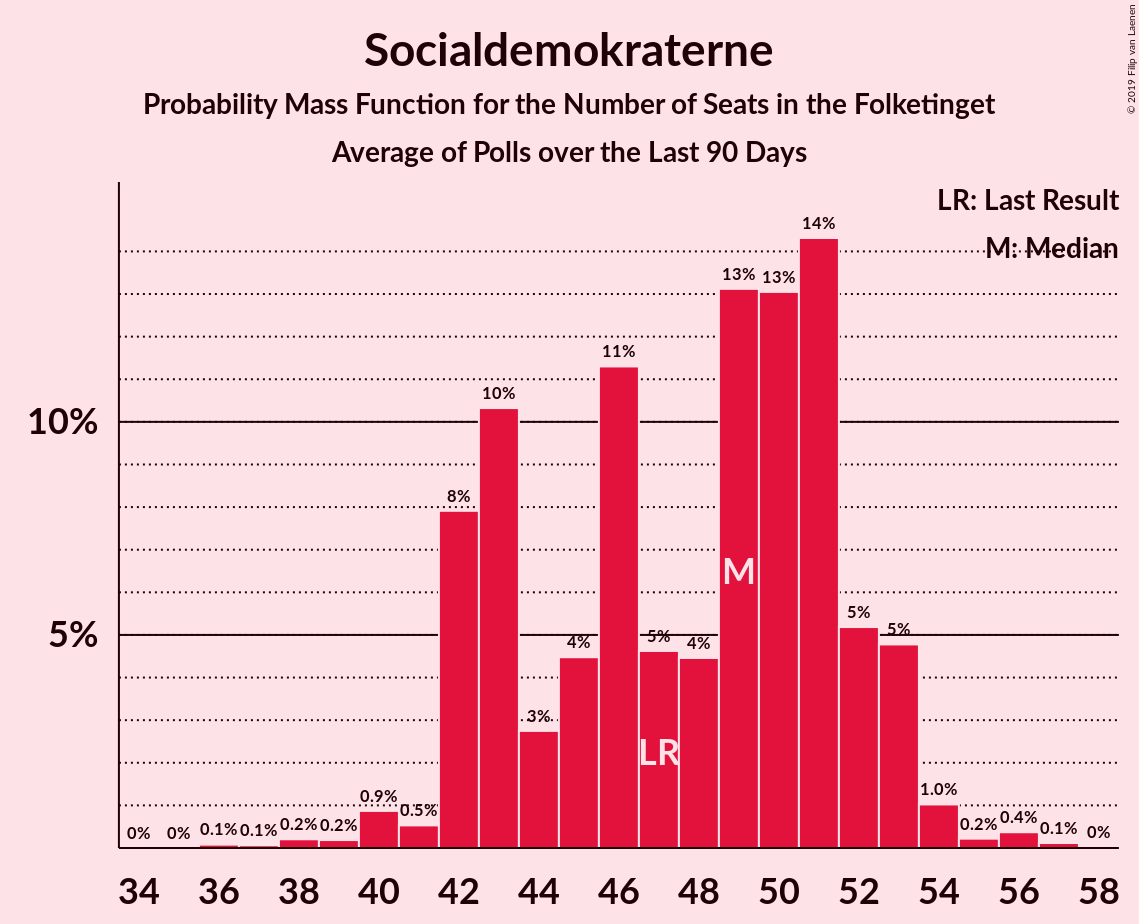 Socialdemokraterne
Probability Mass Function for the Number of Seats in the Folketinget
Average of Polls over the Last 90 Days
© 2019 Filip van Laenen
LR: Last Result
M: Median
10%
5%
0% 0% 0.1% 0.1% 0.2% 0.2% 0.9% 0.5% 8% 10% 3% 4% 11% 5% 4% 13% 13% 14% 5% 5% 1.0% 0.2% 0.4% 0.1% 0%
M
LR
34 36 38 40 42 44 46 48 50 52 54 56 58